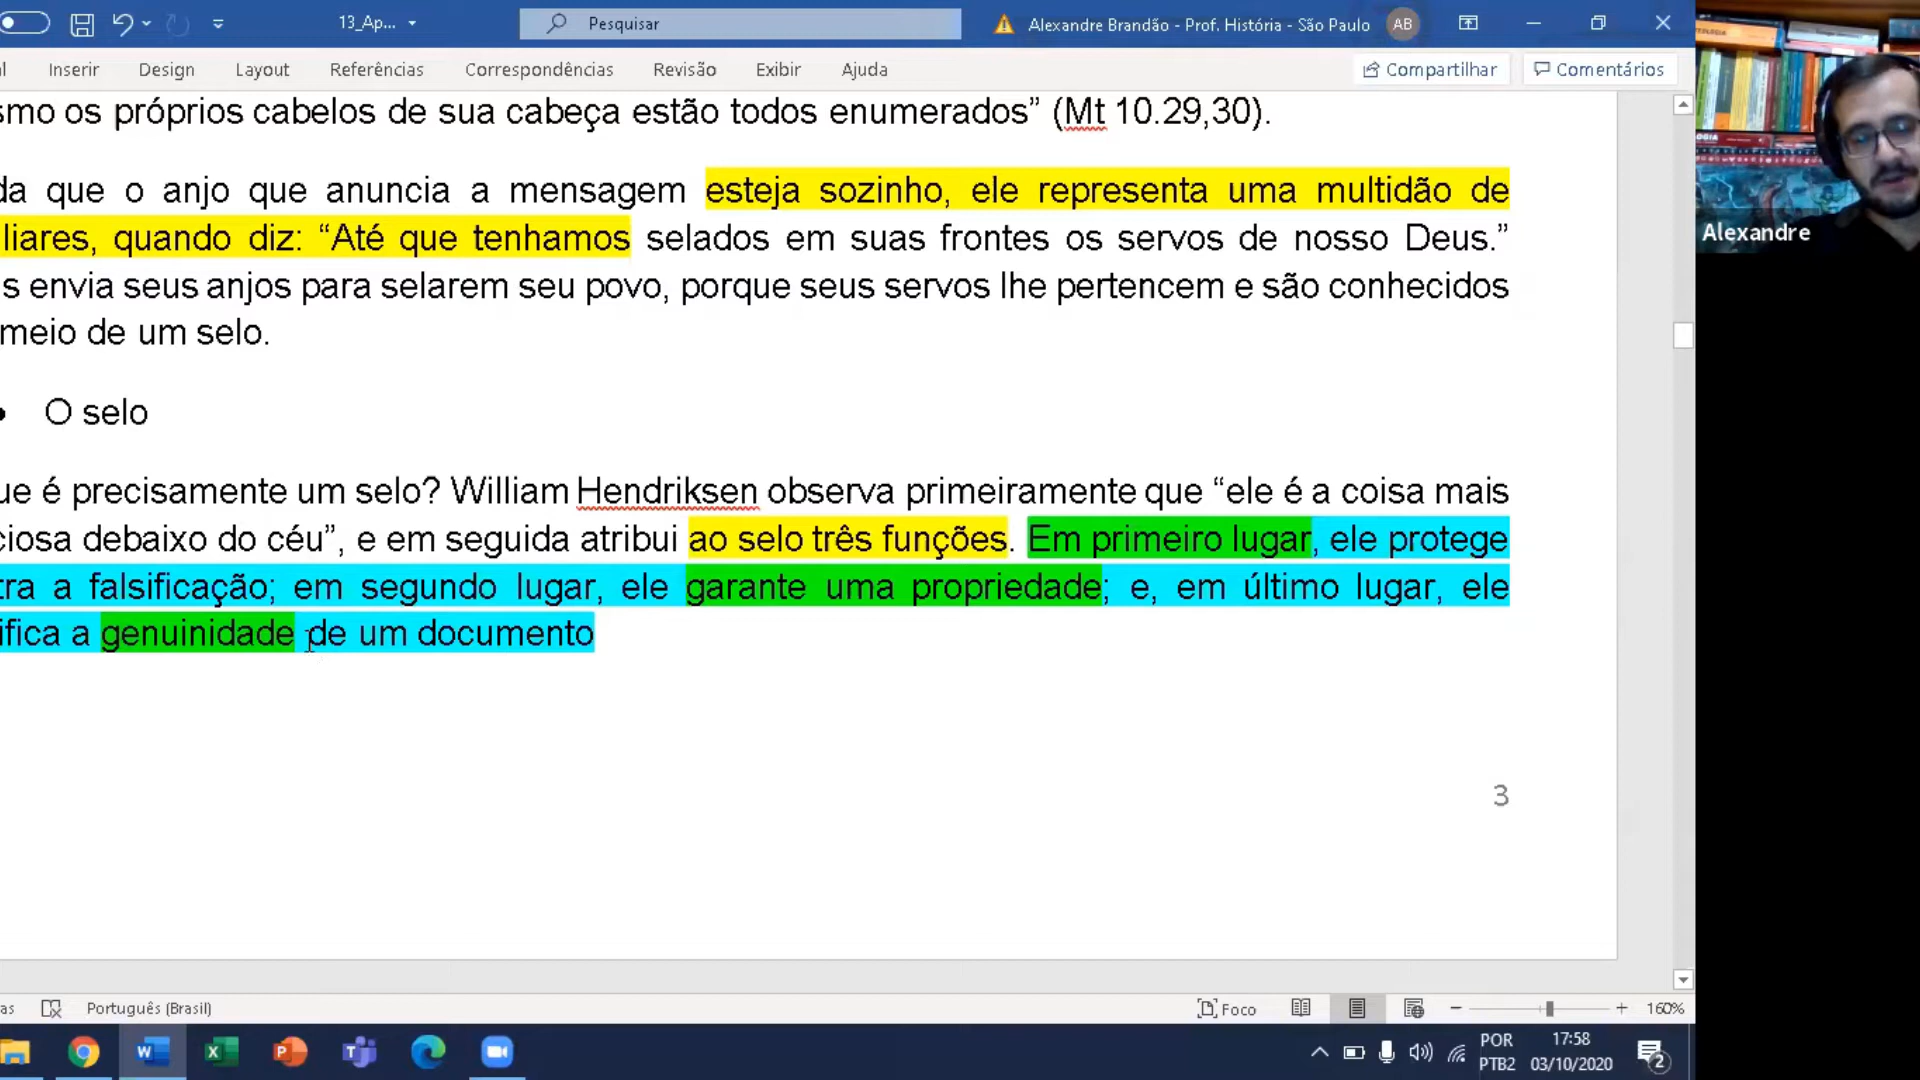 13_Ap...
Pesquisar
Alexandre Brandão - Prof. História - São Paulo
AB
Inserir
Design
Layout
Referências
Correspondências
Revisão
Exibir
Ajuda
Compartilhar
Comentários
smo os próprios cabelos de sua cabeça estão todos enumerados” (Mt 10.29,30).
da que o anjo que anuncia a mensagem esteja sozinho, ele representa uma multidão de
liares, quando diz: “Até que tenhamos selados em suas frontes os servos de nosso Deus.”
s envia seus anjos para selarem seu povo, porque seus servos lhe pertencem e são conhecidos
meio de um selo.
• O selo
ue é precisamente um selo? William Hendriksen observa primeiramente que “ele é a coisa mais
ciosa debaixo do céu”, e em seguida atribui ao selo três funções. Em primeiro lugar, ele protege
tra a falsificação; em segundo lugar, ele garante uma propriedade; e, em último lugar, ele
ifica a genuinidade de um documento
3
Alexandre
as
Português (Brasil)
Foco
160%
POR
PTB2
17:58
03/10/2020
2